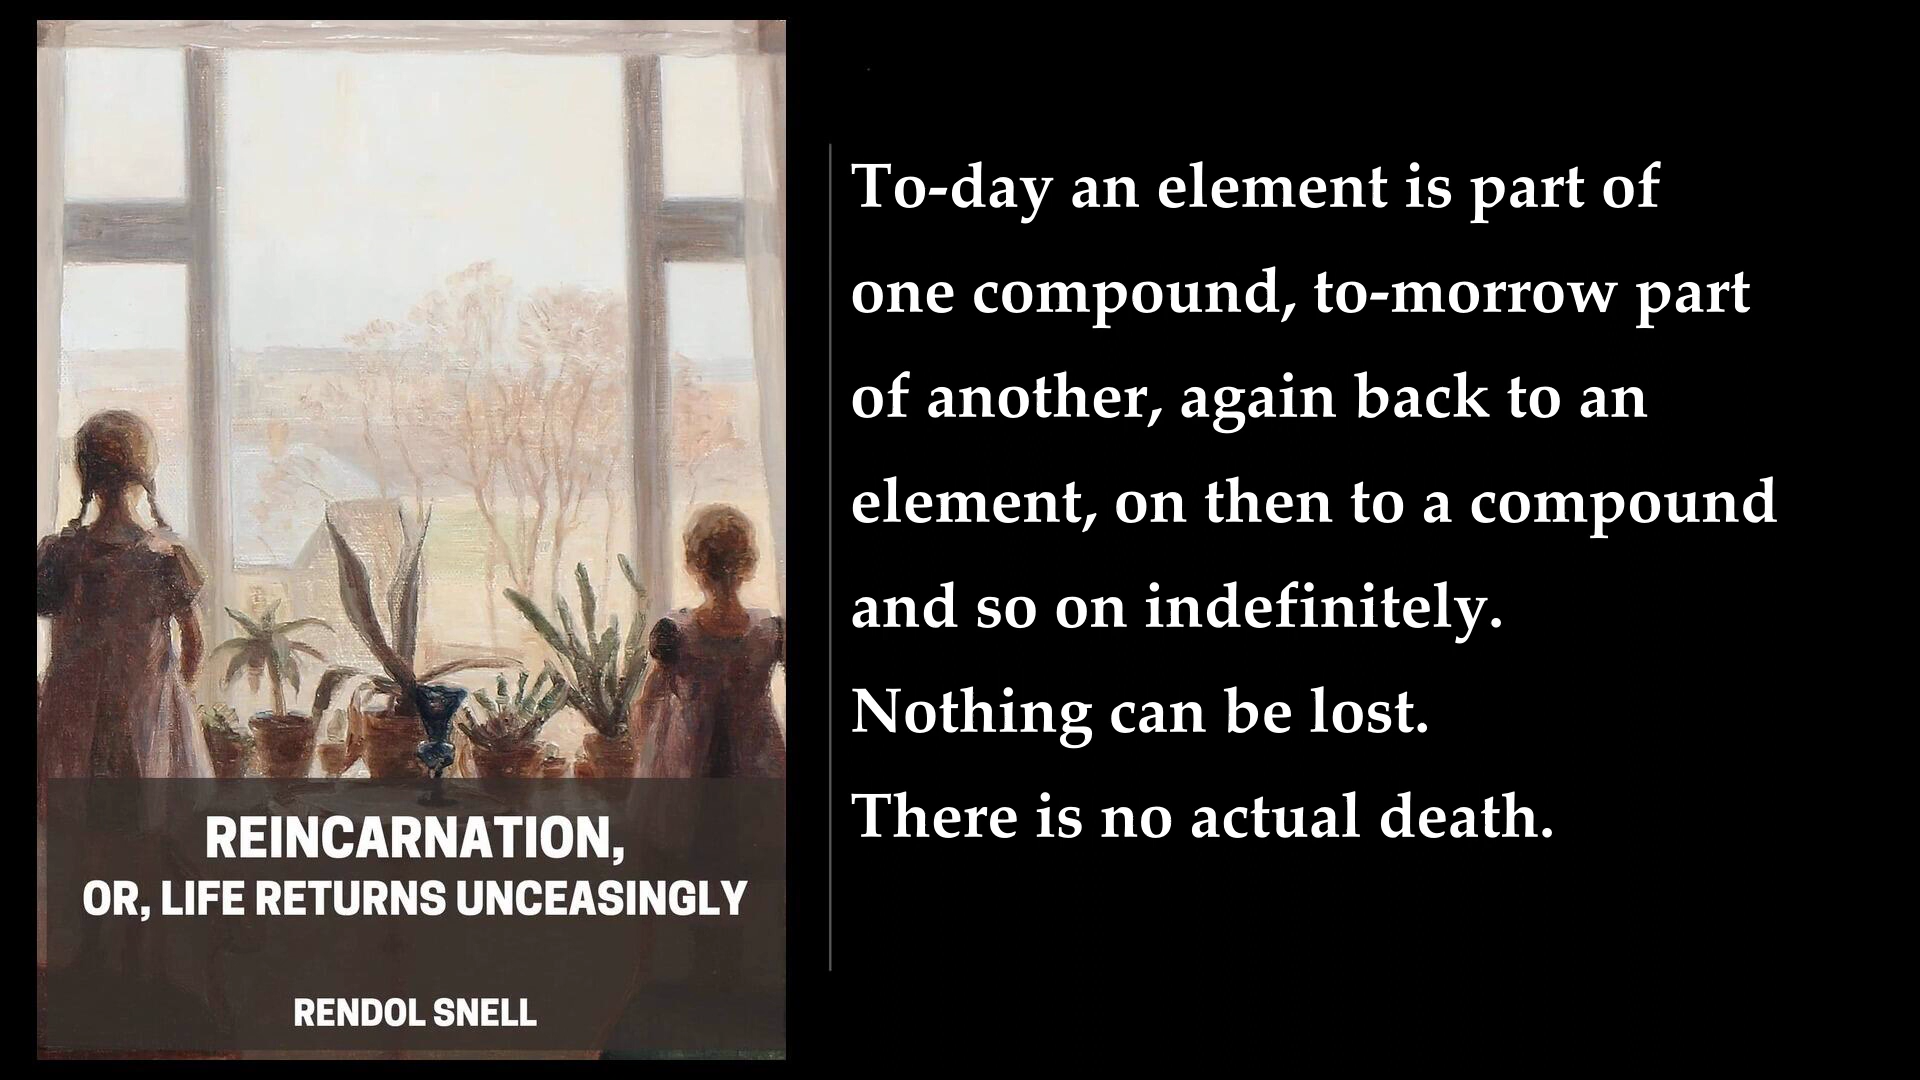 REINCARNATION,
OR, LIFE RETURNS UNCEASINGLY
RENDOL SNELL
To-day an element is part of
one compound, to-morrow part
of another, again back to an
element, on then to a compound
and so on indefinitely.
Nothing can be lost.
There is no actual death.